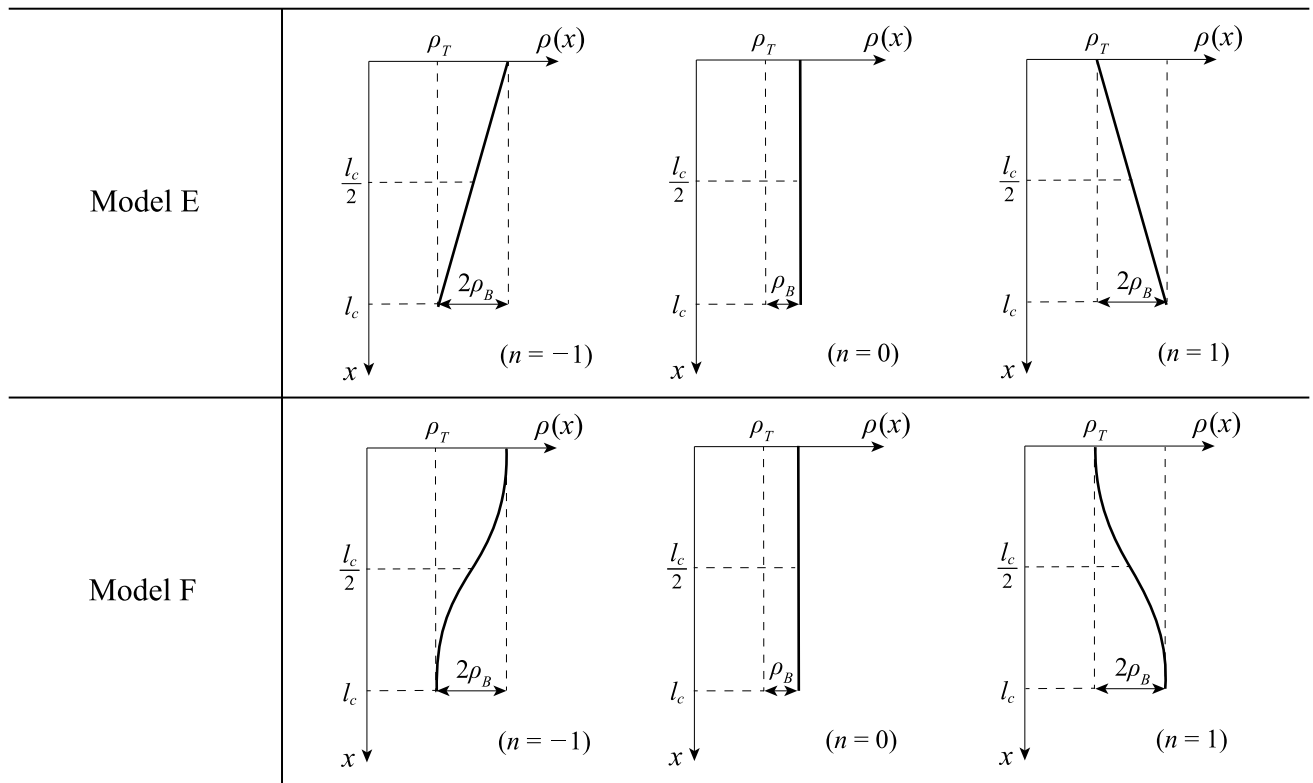 Model E
ρ_T ρ(x)
l_c/2
l_c
2ρ_B
x
(n = −1)
ρ_T ρ(x)
l_c/2
l_c
ρ_B
x
(n = 0)
ρ_T ρ(x)
l_c/2
l_c
2ρ_B
x
(n = 1)
Model F
ρ_T ρ(x)
l_c/2
l_c
2ρ_B
x
(n = −1)
ρ_T ρ(x)
l_c/2
l_c
ρ_B
x
(n = 0)
ρ_T ρ(x)
l_c/2
l_c
2ρ_B
x
(n = 1)